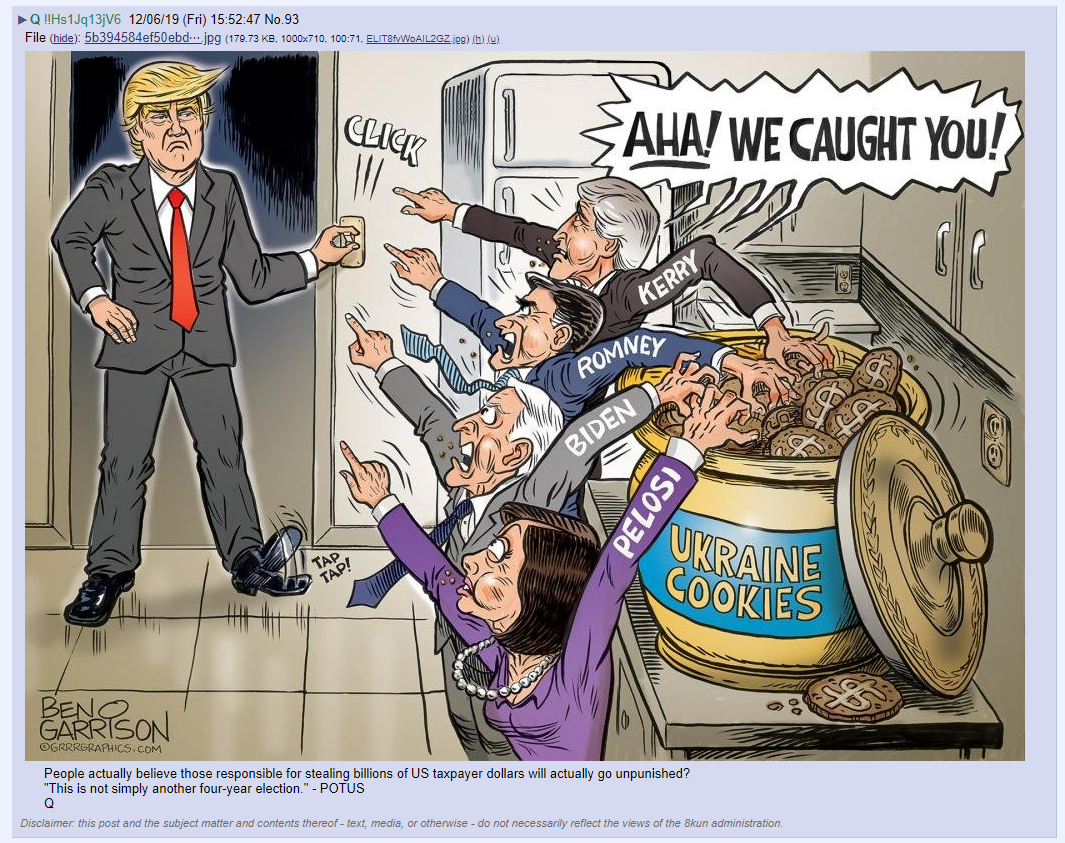 ▶ Q !!Hs1Jq13jV6 12/06/19 (Fri) 15:52:47 No.93
File (hide): 5b394584ef50ebd⋯.jpg (179.73 KB, 1000x710, 100:71, ELIT8fvWoAIL2GZ.jpg) (h) (u)
CLICK
AHA! WE CAUGHT YOU!
KERRY
ROMNEY
BIDEN
PELOSI
TAP
TAP!
UKRAINE
COOKIES
BEN
GARRISON
©GRRRGRAPHICS.COM
People actually believe those responsible for stealing billions of US taxpayer dollars will actually go unpunished?
"This is not simply another four-year election." - POTUS
Q
Disclaimer: this post and the subject matter and contents thereof - text, media, or otherwise - do not necessarily reflect the views of the 8kun administration.